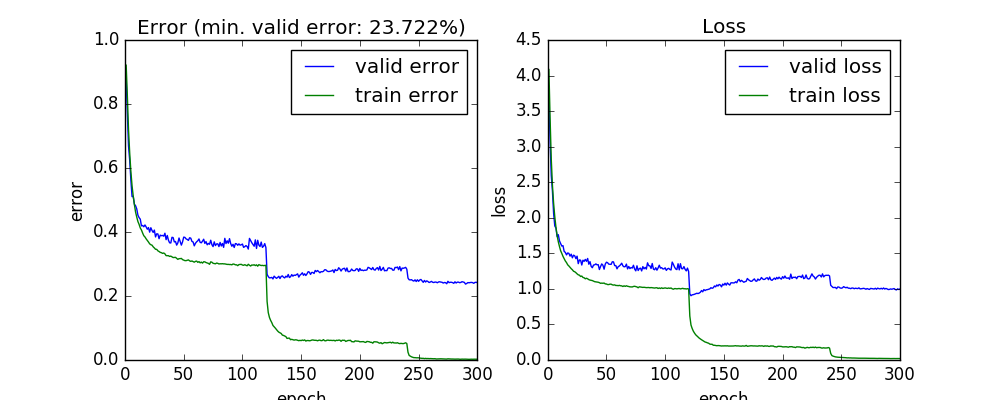 Error (min. valid error: 23.722%)
1.0
0.8
0.6
0.4
0.2
0.0
error
valid error
train error
0 50 100 150 200 250 300
epoch
Loss
4.5
4.0
3.5
3.0
2.5
2.0
1.5
1.0
0.5
0.0
loss
valid loss
train loss
0 50 100 150 200 250 300
epoch